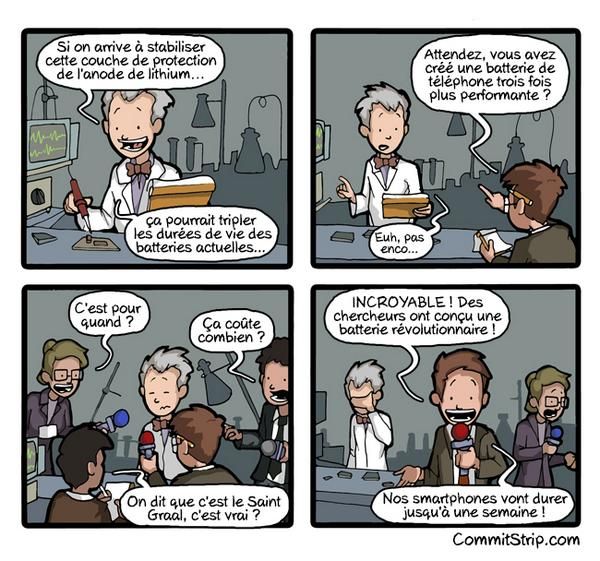 Si on arrive à stabiliser
cette couche de protection
de l'anode de lithium...
ça pourrait tripler
les durées de vie des
batteries actuelles...
Attendez, vous avez
créé une batterie de
téléphone trois fois
plus performante ?
Euh, pas
enco...
C'est pour
quand ?
Ça coûte
combien ?
On dit que c'est le Saint
Graal, c'est vrai ?
INCROYABLE ! Des
chercheurs ont conçu une
batterie révolutionnaire !
Nos smartphones vont durer
jusqu'à une semaine !
CommitStrip.com